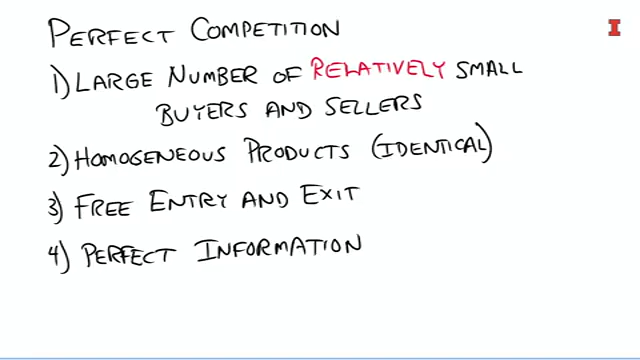 PERFECT COMPETITION
1) LARGE NUMBER OF RELATIVELY SMALL
BUYERS AND SELLERS
2) HOMOGENEOUS PRODUCTS (IDENTICAL)
3) FREE ENTRY AND EXIT
4) PERFECT INFORMATION
I